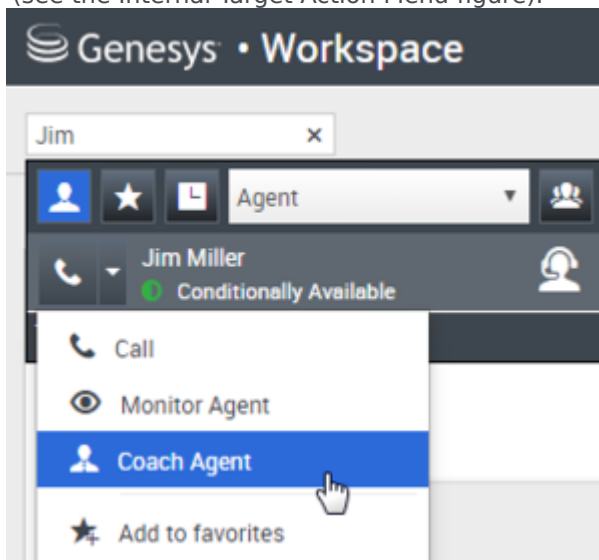 (see the Internal Target Action Menu figure).
Genesys • Workspace
Jim ×
Agent
Jim Miller
Conditionally Available
Call
Monitor Agent
Coach Agent
Add to favorites